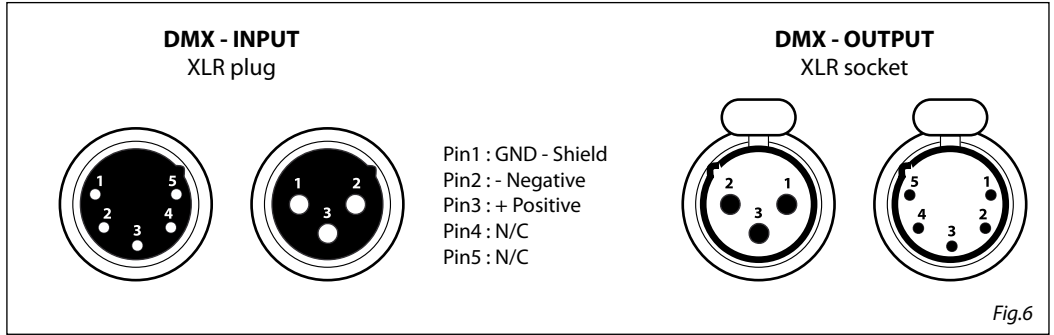 DMX - INPUT
XLR plug
1 5
2 4
3
1 2
3
Pin1 : GND - Shield
Pin2 : - Negative
Pin3 : + Positive
Pin4 : N/C
Pin5 : N/C
DMX - OUTPUT
XLR socket
2 1
3
5 1
4 2
3
Fig.6